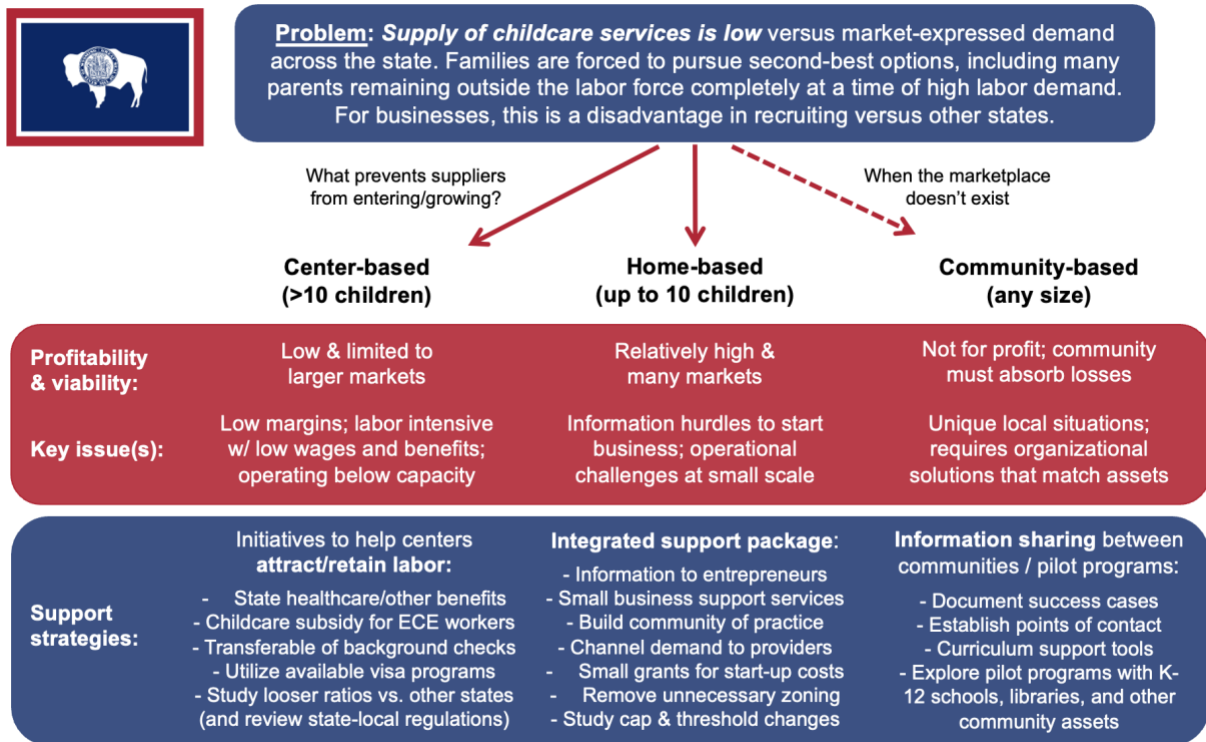 Problem: Supply of childcare services is low versus market-expressed demand
across the state. Families are forced to pursue second-best options, including many
parents remaining outside the labor force completely at a time of high labor demand.
For businesses, this is a disadvantage in recruiting versus other states.
What prevents suppliers
from entering/growing?
When the marketplace
doesn’t exist
Center-based
(>10 children)
Home-based
(up to 10 children)
Community-based
(any size)
Profitability
& viability:
Low & limited to
larger markets
Relatively high &
many markets
Not for profit; community
must absorb losses
Key issue(s):
Low margins; labor intensive
w/ low wages and benefits;
operating below capacity
Information hurdles to start
business; operational
challenges at small scale
Unique local situations;
requires organizational
solutions that match assets
Support
strategies:
Initiatives to help centers
attract/retain labor:
- State healthcare/other benefits
- Childcare subsidy for ECE workers
- Transferable of background checks
- Utilize available visa programs
- Study looser ratios vs. other states
(and review state-local regulations)
Integrated support package:
- Information to entrepreneurs
- Small business support services
- Build community of practice
- Channel demand to providers
- Small grants for start-up costs
- Remove unnecessary zoning
- Study cap & threshold changes
Information sharing between
communities / pilot programs:
- Document success cases
- Establish points of contact
- Curriculum support tools
- Explore pilot programs with K-
12 schools, libraries, and other
community assets